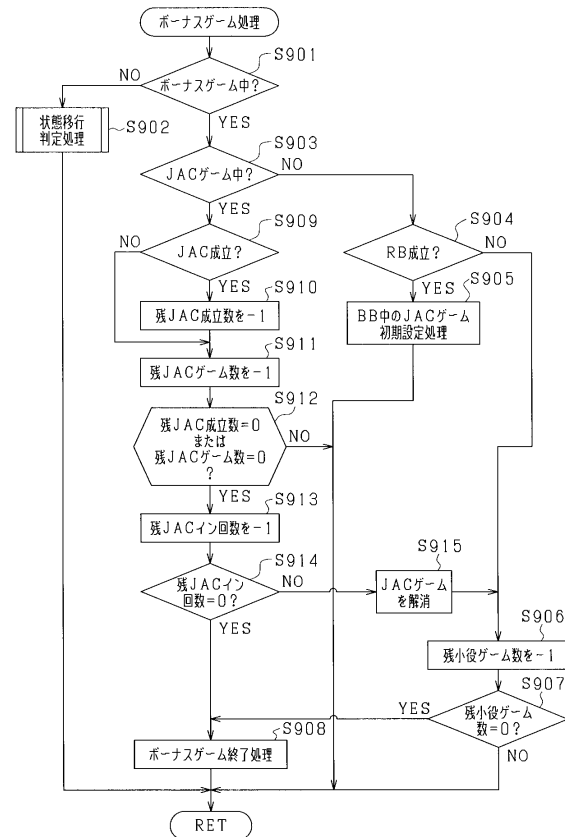 ボーナスゲーム処理
S901
ボーナスゲーム中?
NO
YES
状態移行
判定処理
S902
S903
JACゲーム中?
NO
YES
S909
JAC成立?
NO
YES
S904
RB成立?
NO
YES
S905
BB中のJACゲーム
初期設定処理
S910
残JAC成立数を-1
S911
残JACゲーム数を-1
S912
残JAC成立数=0
または
残JACゲーム数=0
?
NO
YES
S913
残JACイン回数を-1
S914
残JACイン
回数=0?
NO
YES
S915
JACゲーム
を解消
S906
残小役ゲーム数を-1
S907
残小役ゲーム
数=0?
YES
NO
S908
ボーナスゲーム終了処理
RET